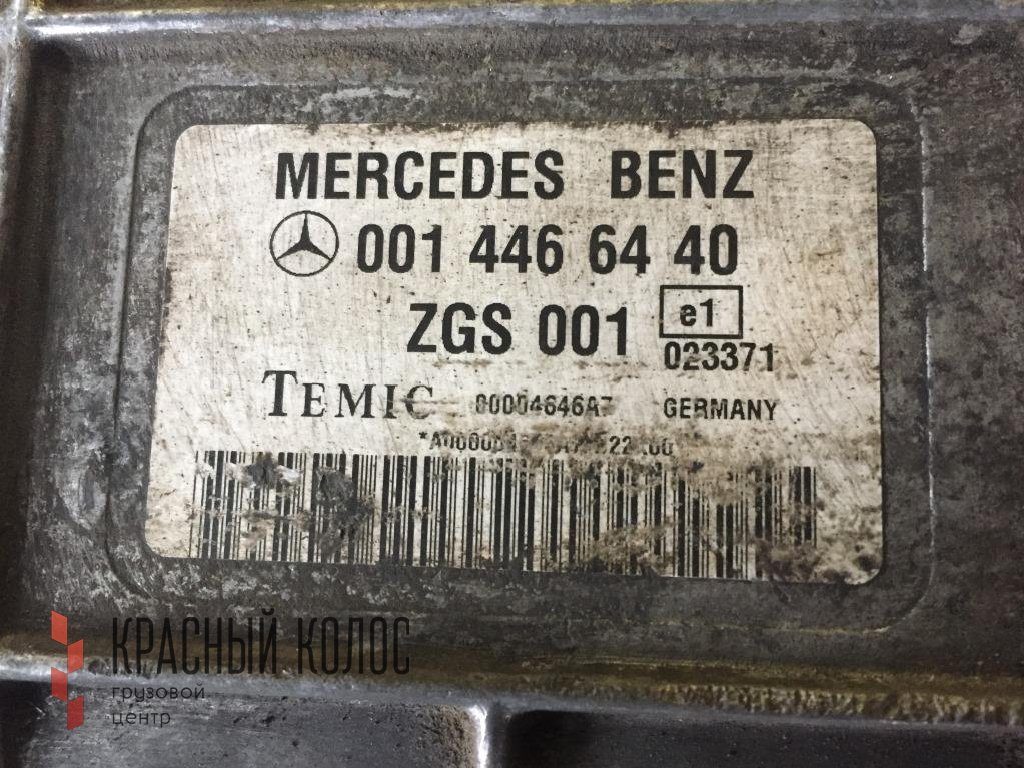 MERCEDES BENZ
001 446 64 40
ZGS 001 e1
023371
TEMIC GERMANY
КРАСНЫЙ КОЛОС
грузовой
центр